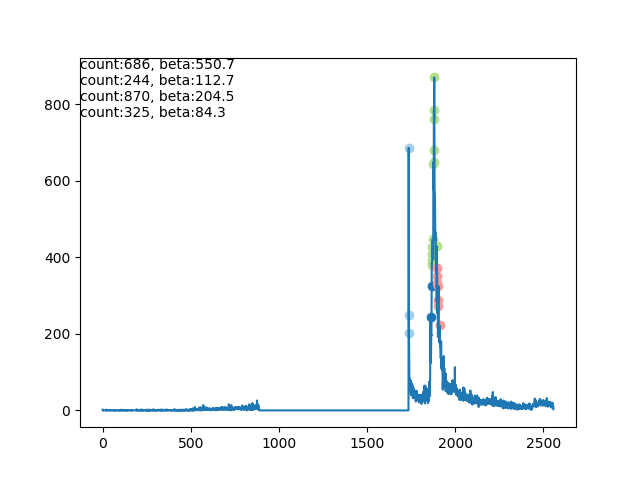 count:686, beta:550.7
count:244, beta:112.7
count:870, beta:204.5
count:325, beta:84.3
800
600
400
200
0
0 500 1000 1500 2000 2500